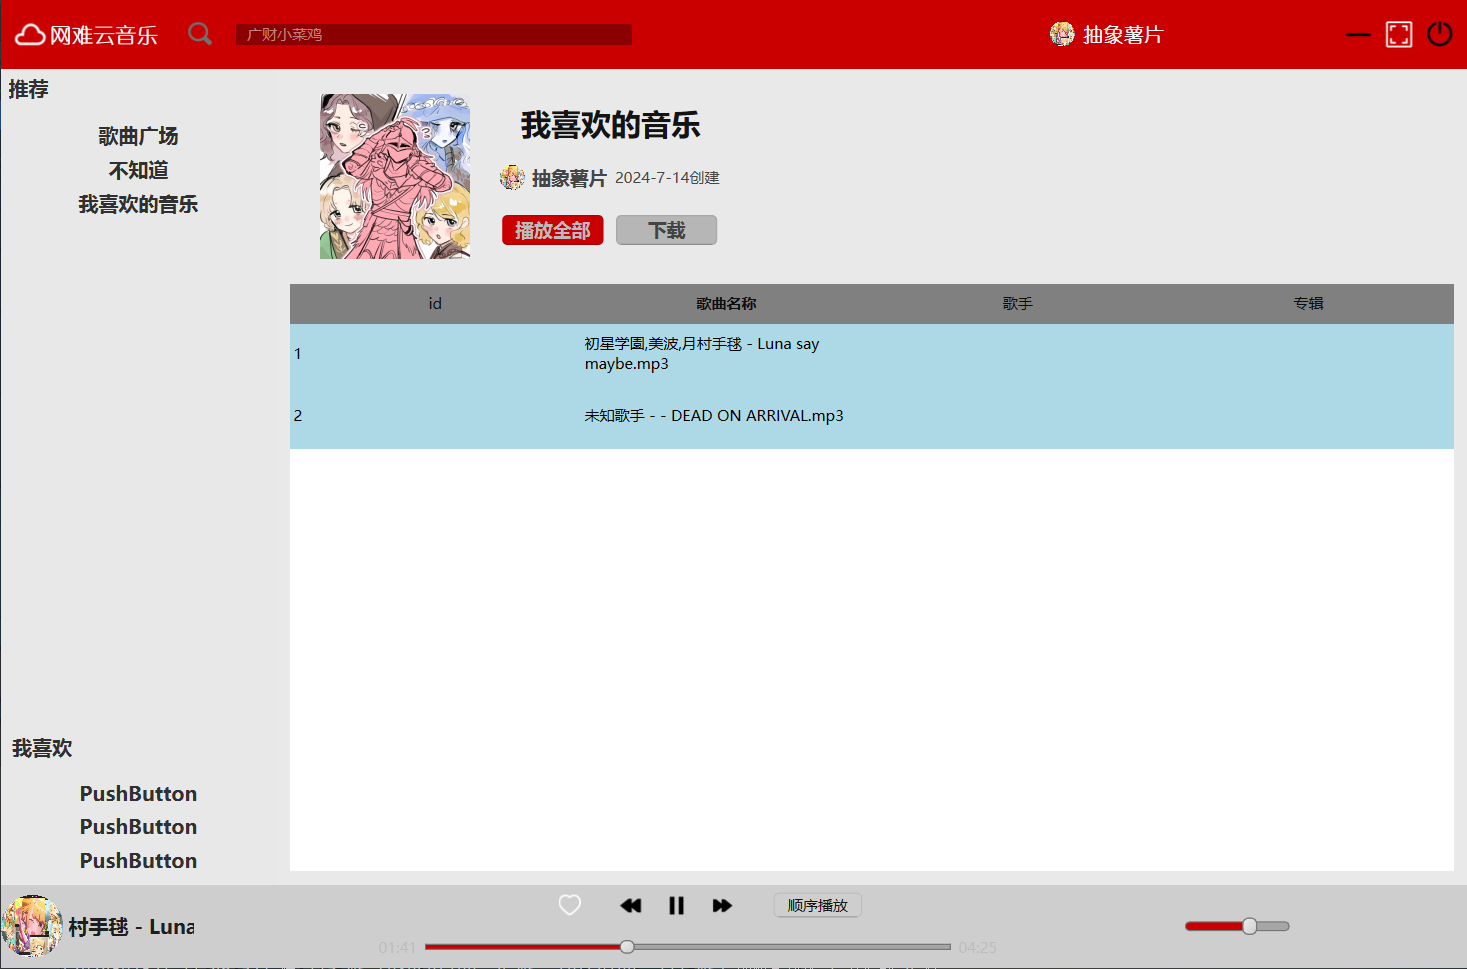 网难云音乐
广财小菜鸡
抽象薯片
推荐
歌曲广场
不知道
我喜欢的音乐
我喜欢的音乐
抽象薯片 2024-7-14创建
播放全部 下载
id 歌曲名称 歌手 专辑
1 初星学園,美波,月村手毬 - Luna say
maybe.mp3
2 未知歌手 - - DEAD ON ARRIVAL.mp3
我喜欢
PushButton
PushButton
PushButton
村手毬 - Luna
顺序播放
01:41 04:25